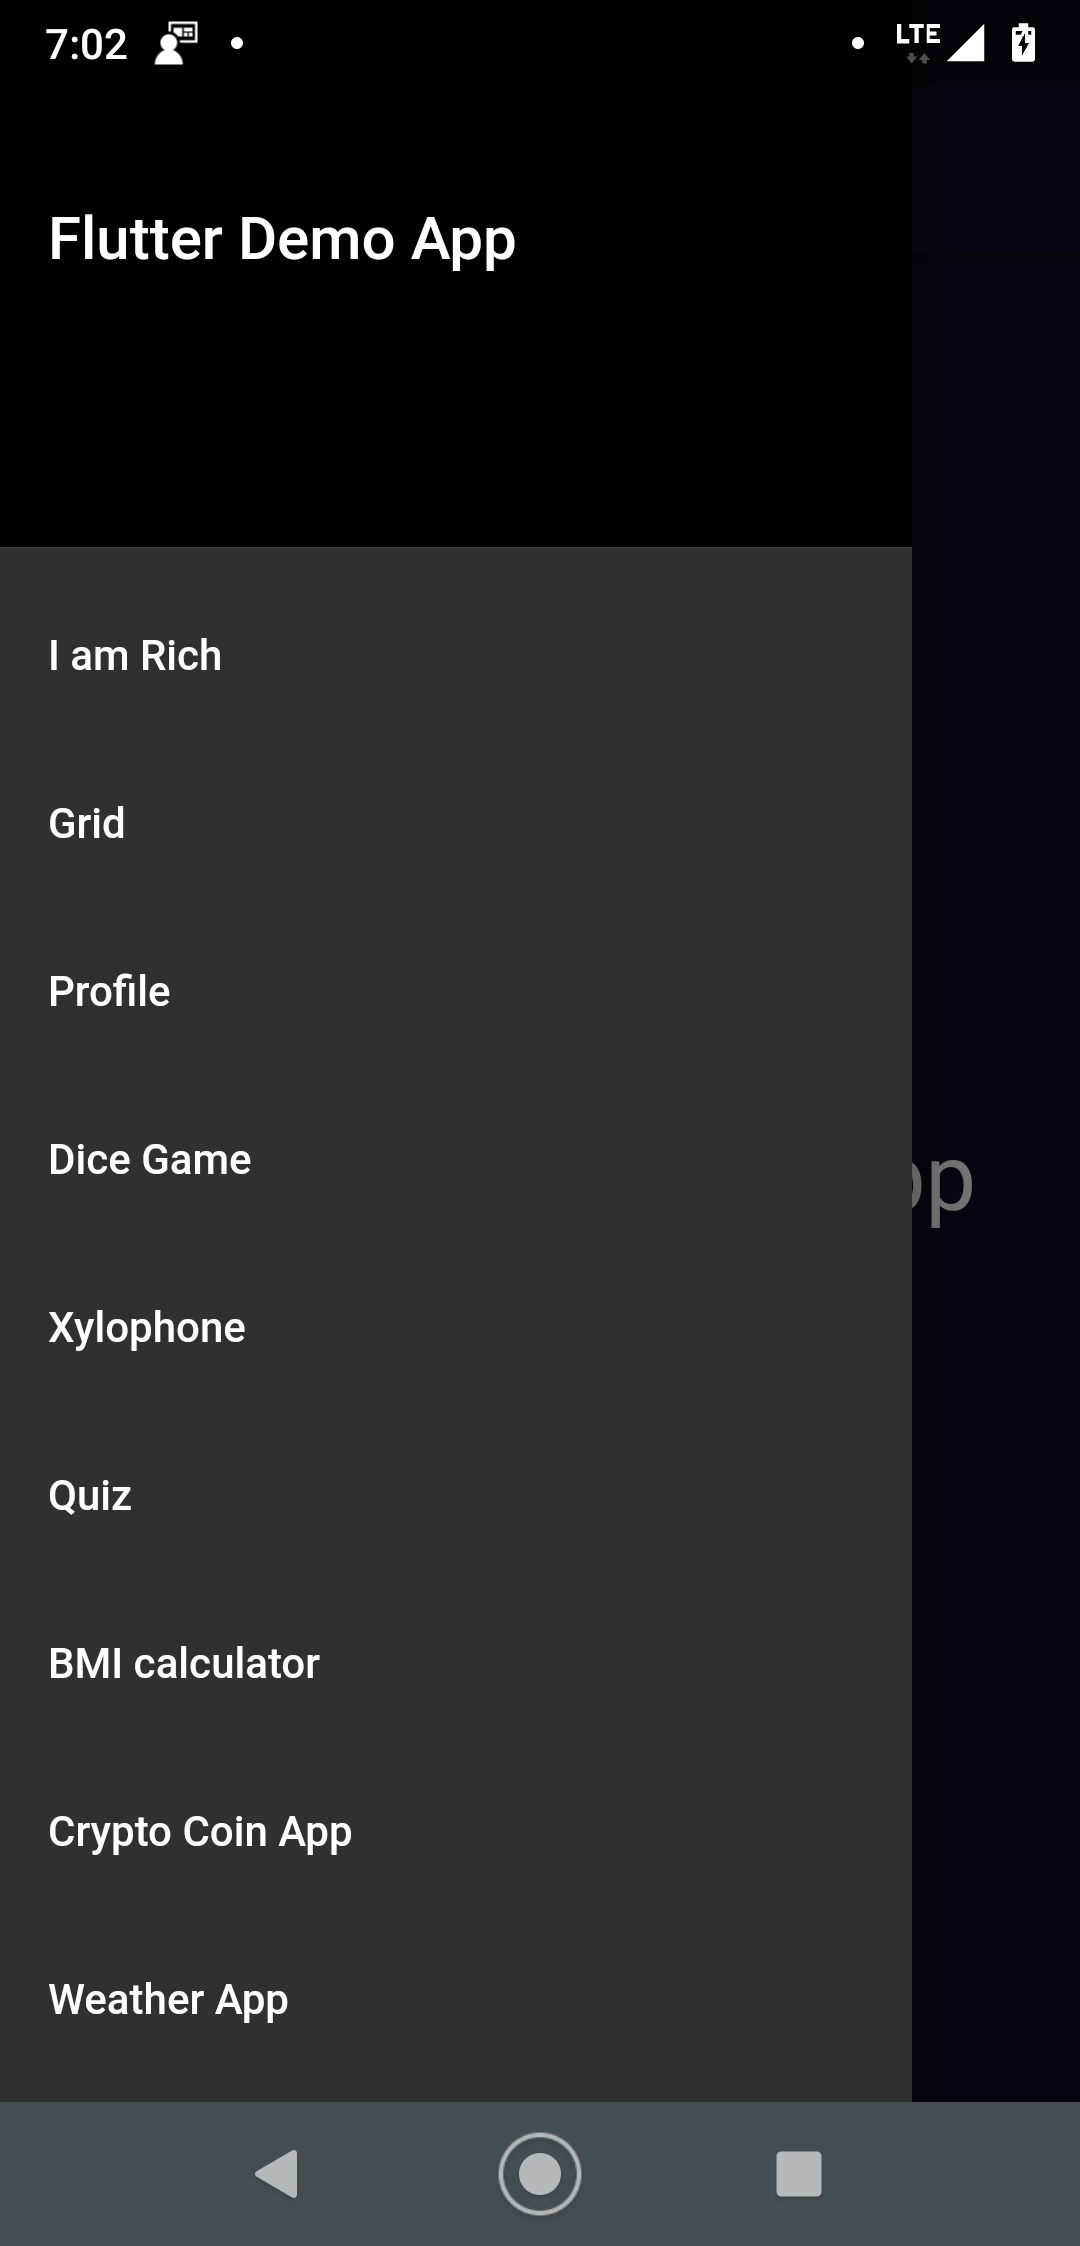 7:02
LTE
Flutter Demo App
I am Rich
Grid
Profile
Dice Game
pp
Xylophone
Quiz
BMI calculator
Crypto Coin App
Weather App